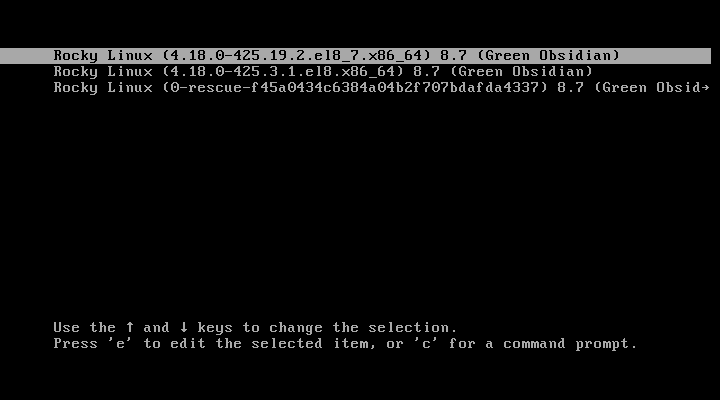 Rocky Linux (4.18.0-425.19.2.el8_7.x86_64) 8.7 (Green Obsidian)
Rocky Linux (4.18.0-425.3.1.el8.x86_64) 8.7 (Green Obsidian)
Rocky Linux (0-rescue-f45a0434c6384a04b2f707bdafda4337) 8.7 (Green Obsid→
Use the ↑ and ↓ keys to change the selection.
Press 'e' to edit the selected item, or 'c' for a command prompt.